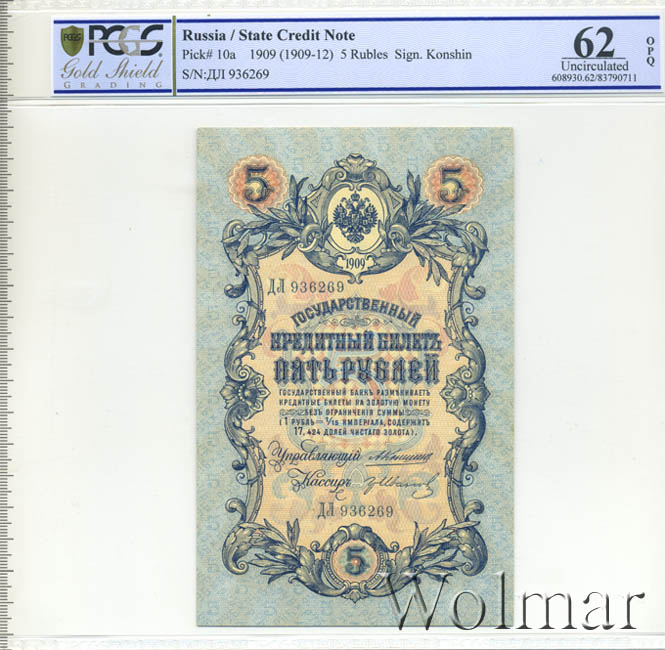 PCGS
Gold Shield
GRADING
Russia / State Credit Note
Pick# 10a 1909 (1909-12) 5 Rubles Sign. Konshin
S/N:ДЛ 936269
62
Uncirculated
608930.62/83790711
OPQ
5 5
1909
ДЛ 936269
ГОСУДАРСТВЕННЫЙ
КРЕДИТНЫЙ БИЛЕТЪ
ПЯТЬ РУБЛЕЙ
ГОСУДАРСТВЕННЫЙ БАНКЪ РАЗМѢНИВАЕТЪ
КРЕДИТНЫЕ БИЛЕТЫ НА ЗОЛОТУЮ МОНЕТУ
БЕЗЪ ОГРАНИЧЕНІЯ СУММЫ
(1 РУБЛЬ = 1/15 ИМПЕРІАЛА, СОДЕРЖИТЪ
17,424 ДОЛЕЙ ЧИСТАГО ЗОЛОТА).
Управляющій
Кассиръ
ДЛ 936269
5
Wolmar